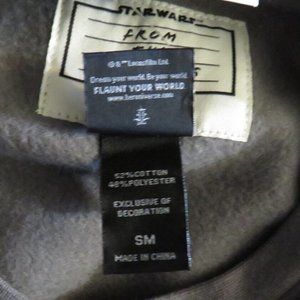 STAR WARS
FROM
© & ™ Lucasfilm Ltd.
Dream your world. Be your world.
FLAUNT YOUR WORLD
www.heruniverse.com
52% COTTON
48% POLYESTER
EXCLUSIVE OF
DECORATION
SM
MADE IN CHINA